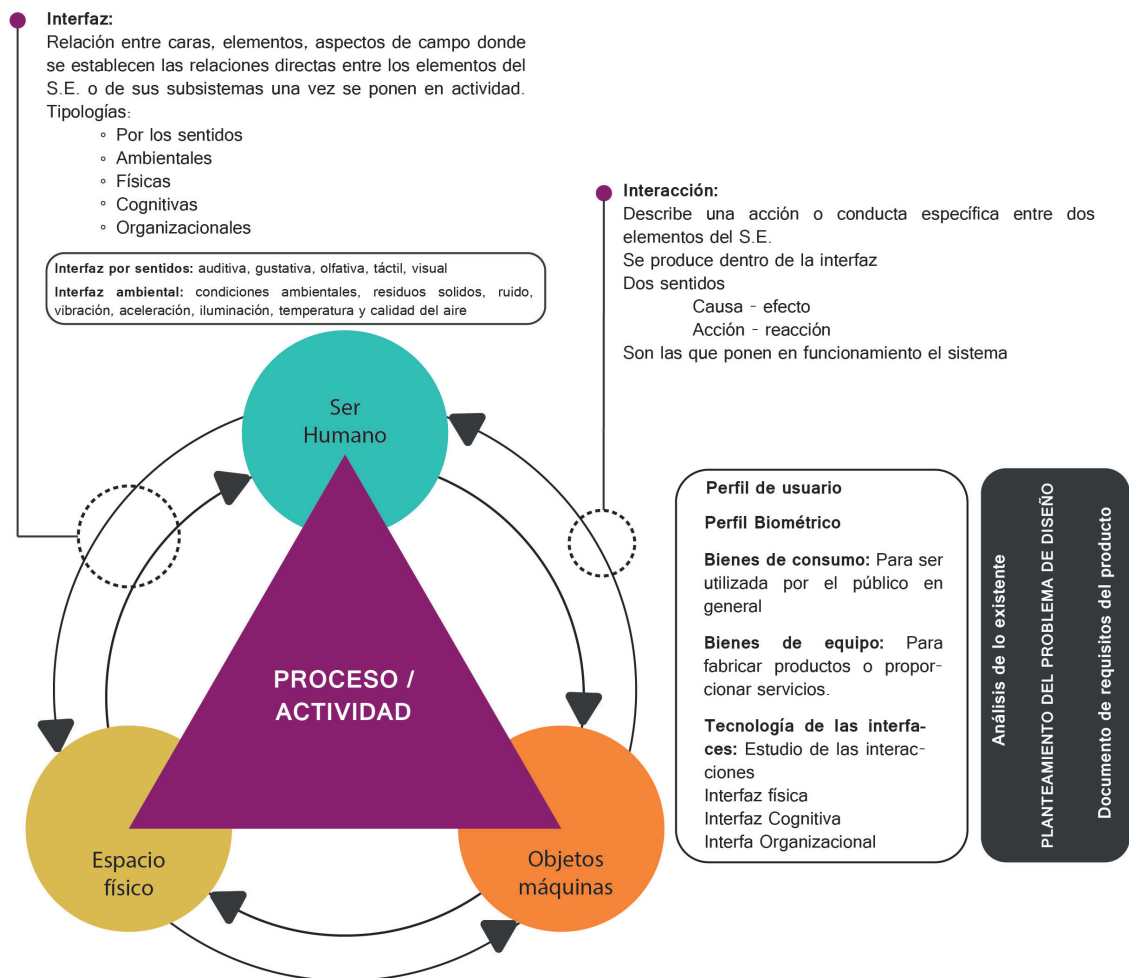 Interfaz:
Relación entre caras, elementos, aspectos de campo donde
se establecen las relaciones directas entre los elementos del
S.E. o de sus subsistemas una vez se ponen en actividad.
Tipologías:
◦ Por los sentidos
◦ Ambientales
◦ Físicas
◦ Cognitivas
◦ Organizacionales
Interfaz por sentidos: auditiva, gustativa, olfativa, táctil, visual
Interfaz ambiental: condiciones ambientales, residuos solidos, ruido,
vibración, aceleración, iluminación, temperatura y calidad del aire
Interacción:
Describe una acción o conducta específica entre dos
elementos del S.E.
Se produce dentro de la interfaz
Dos sentidos
Causa - efecto
Acción - reacción
Son las que ponen en funcionamiento el sistema
Ser
Humano
PROCESO /
ACTIVIDAD
Espacio
físico
Objetos
máquinas
Perfil de usuario
Perfil Biométrico
Bienes de consumo: Para ser
utilizada por el público en
general
Bienes de equipo: Para
fabricar productos o propor-
cionar servicios.
Tecnología de las interfa-
ces: Estudio de las interac-
ciones
Interfaz física
Interfaz Cognitiva
Interfa Organizacional
Análisis de lo existente
PLANTEAMIENTO DEL PROBLEMA DE DISEÑO
Documento de requisitos del producto